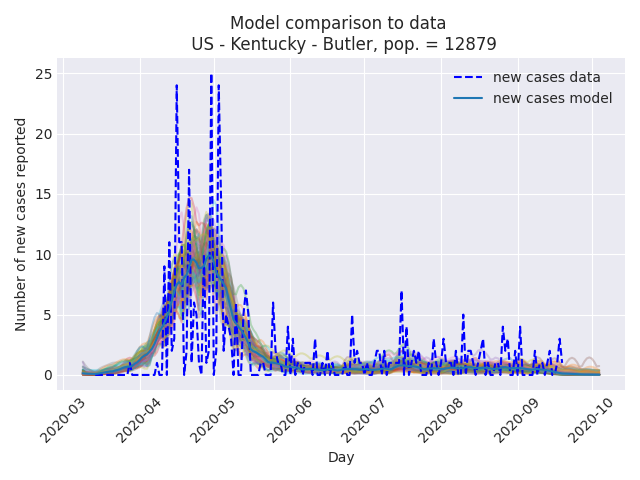 Model comparison to data
US - Kentucky - Butler, pop. = 12879
new cases data
new cases model
Number of new cases reported
25
20
15
10
5
0
2020-03
2020-04
2020-05
2020-06
2020-07
2020-08
2020-09
2020-10
Day